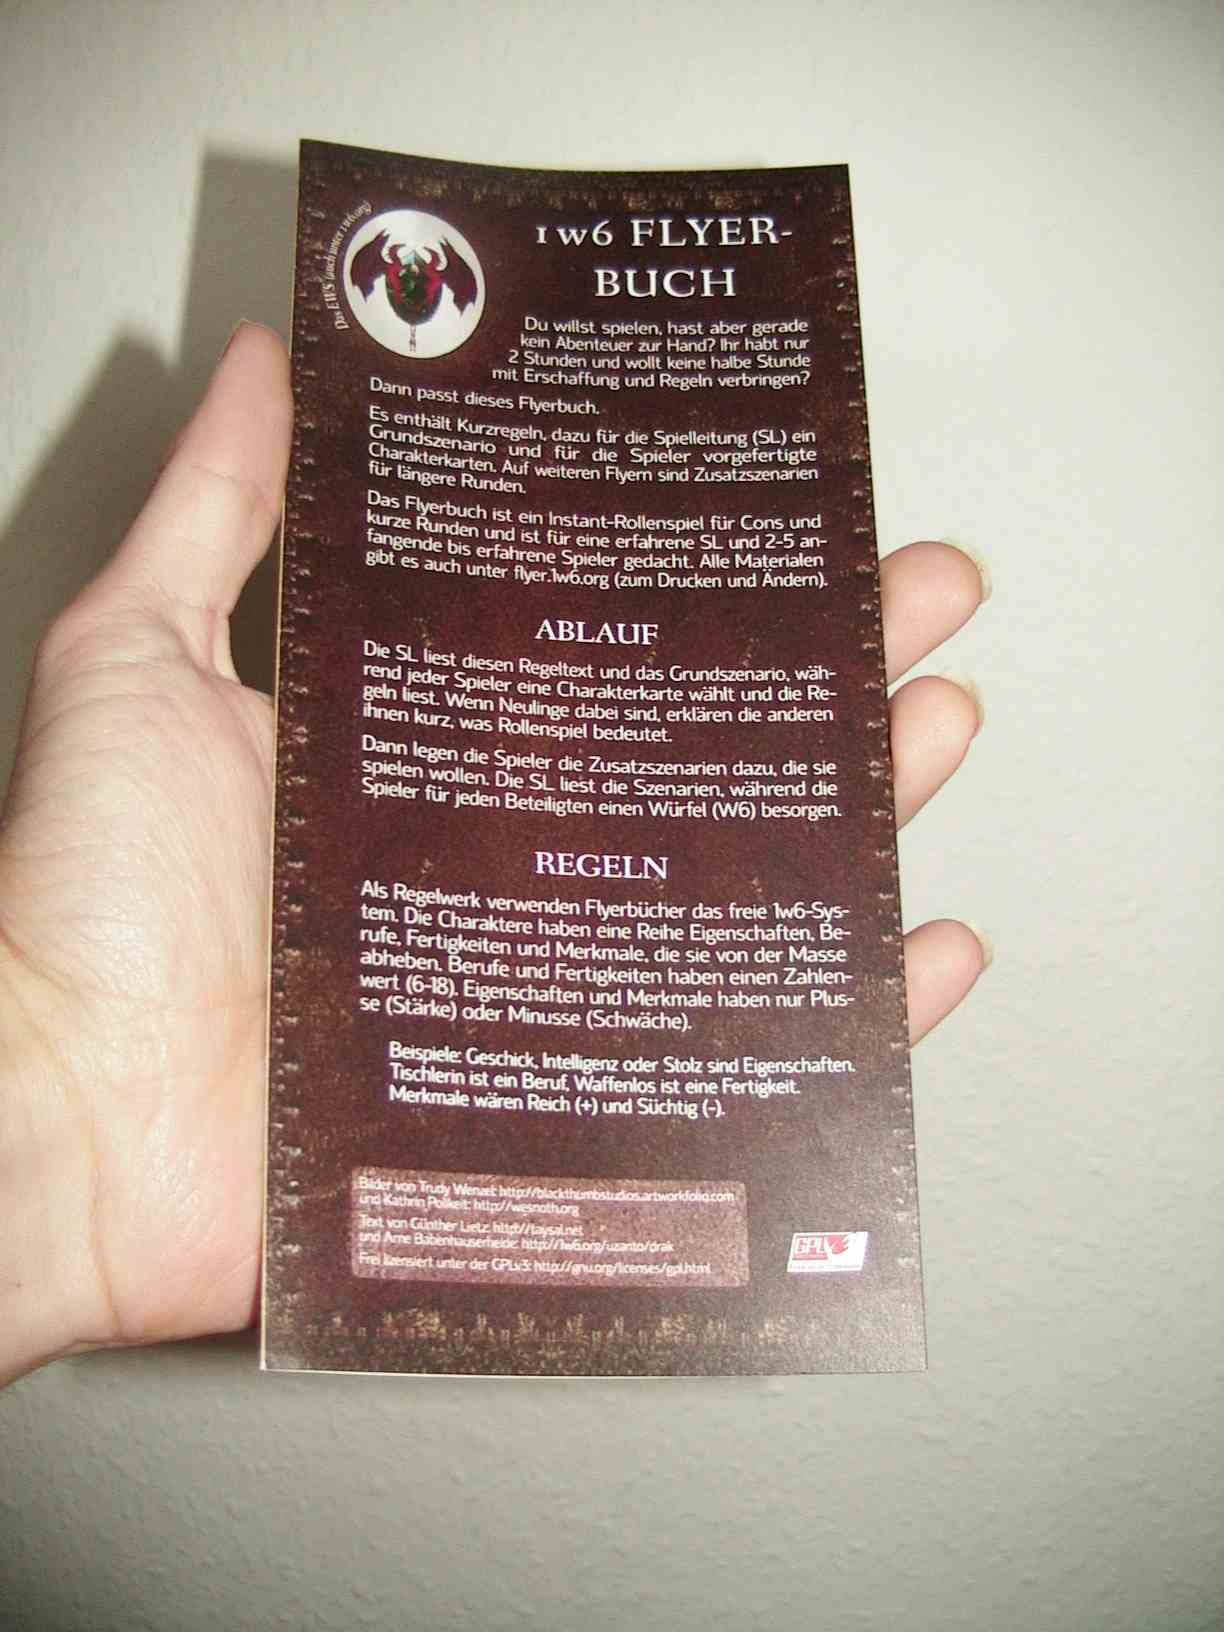 Das EWS (auch unter 1w6.org)
1w6 FLYER-
BUCH
Du willst spielen, hast aber gerade
kein Abenteuer zur Hand? Ihr habt nur
2 Stunden und wollt keine halbe Stunde
mit Erschaffung und Regeln verbringen?
Dann passt dieses Flyerbuch.
Es enthält Kurzregeln, dazu für die Spielleitung (SL) ein
Grundszenario und für die Spieler vorgefertigte
Charakterkarten. Auf weiteren Flyern sind Zusatzszenarien
für längere Runden.
Das Flyerbuch ist ein Instant-Rollenspiel für Cons und
kurze Runden und ist für eine erfahrene SL und 2-5 an-
fangende bis erfahrene Spieler gedacht. Alle Materialen
gibt es auch unter flyer.1w6.org (zum Drucken und Ändern).
ABLAUF
Die SL liest diesen Regeltext und das Grundszenario, wäh-
rend jeder Spieler eine Charakterkarte wählt und die Re-
geln liest. Wenn Neulinge dabei sind, erklären die anderen
ihnen kurz, was Rollenspiel bedeutet.
Dann legen die Spieler die Zusatzszenarien dazu, die sie
spielen wollen. Die SL liest die Szenarien, während die
Spieler für jeden Beteiligten einen Würfel (W6) besorgen.
REGELN
Als Regelwerk verwenden Flyerbücher das freie 1w6-Sys-
tem. Die Charaktere haben eine Reihe Eigenschaften, Be-
rufe, Fertigkeiten und Merkmale, die sie von der Masse
abheben. Berufe und Fertigkeiten haben einen Zahlen-
wert (6-18). Eigenschaften und Merkmale haben nur Plus-
se (Stärke) oder Minusse (Schwäche).
Beispiele: Geschick, Intelligenz oder Stolz sind Eigenschaften.
Tischlerin ist ein Beruf, Waffenlos ist eine Fertigkeit.
Merkmale wären Reich (+) und Süchtig (-).
Bilder von Trudy Wenzel: http://blackthumbstudios.artworkfolio.com
und Kathrin Polikeit: http://wesnoth.org
Text von Günther Lietz: http://taysal.net
und Arne Babenhauserheide: http://1w6.org/uzanto/drak
Frei lizensiert unter der GPLv3: http://gnu.org/licenses/gpl.html
GPLv3